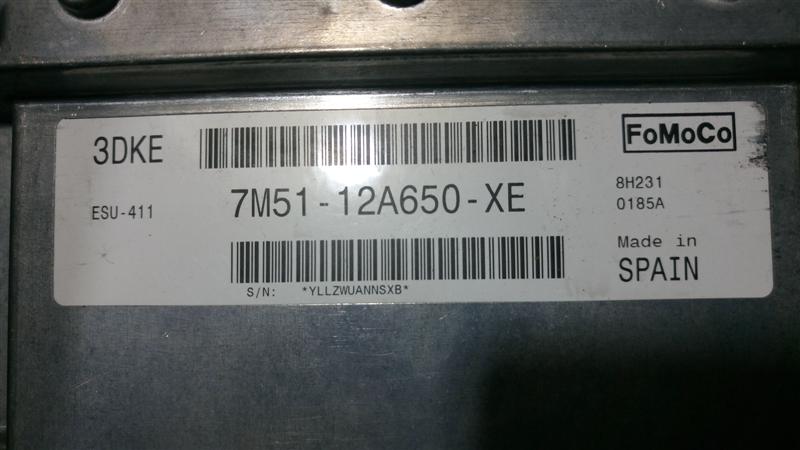 3DKE
FoMoCo
ESU-411
7M51-12A650-XE
8H231
0185A
Made in
SPAIN
S/N: *YLLZWUANNSXB*